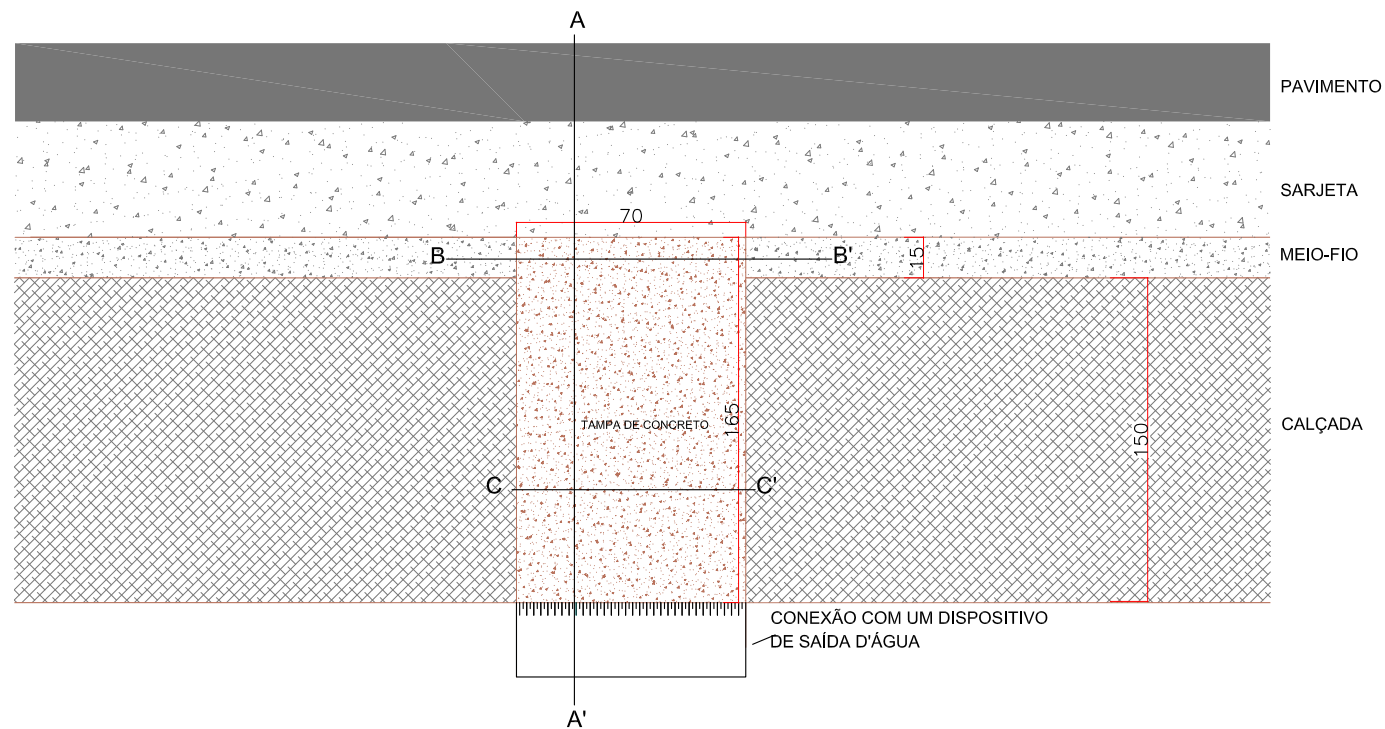 A
PAVIMENTO
SARJETA
70
B
B'
15
MEIO-FIO
TAMPA DE CONCRETO
165
150
CALÇADA
C
C'
CONEXÃO COM UM DISPOSITIVO
DE SAÍDA D'ÁGUA
A'